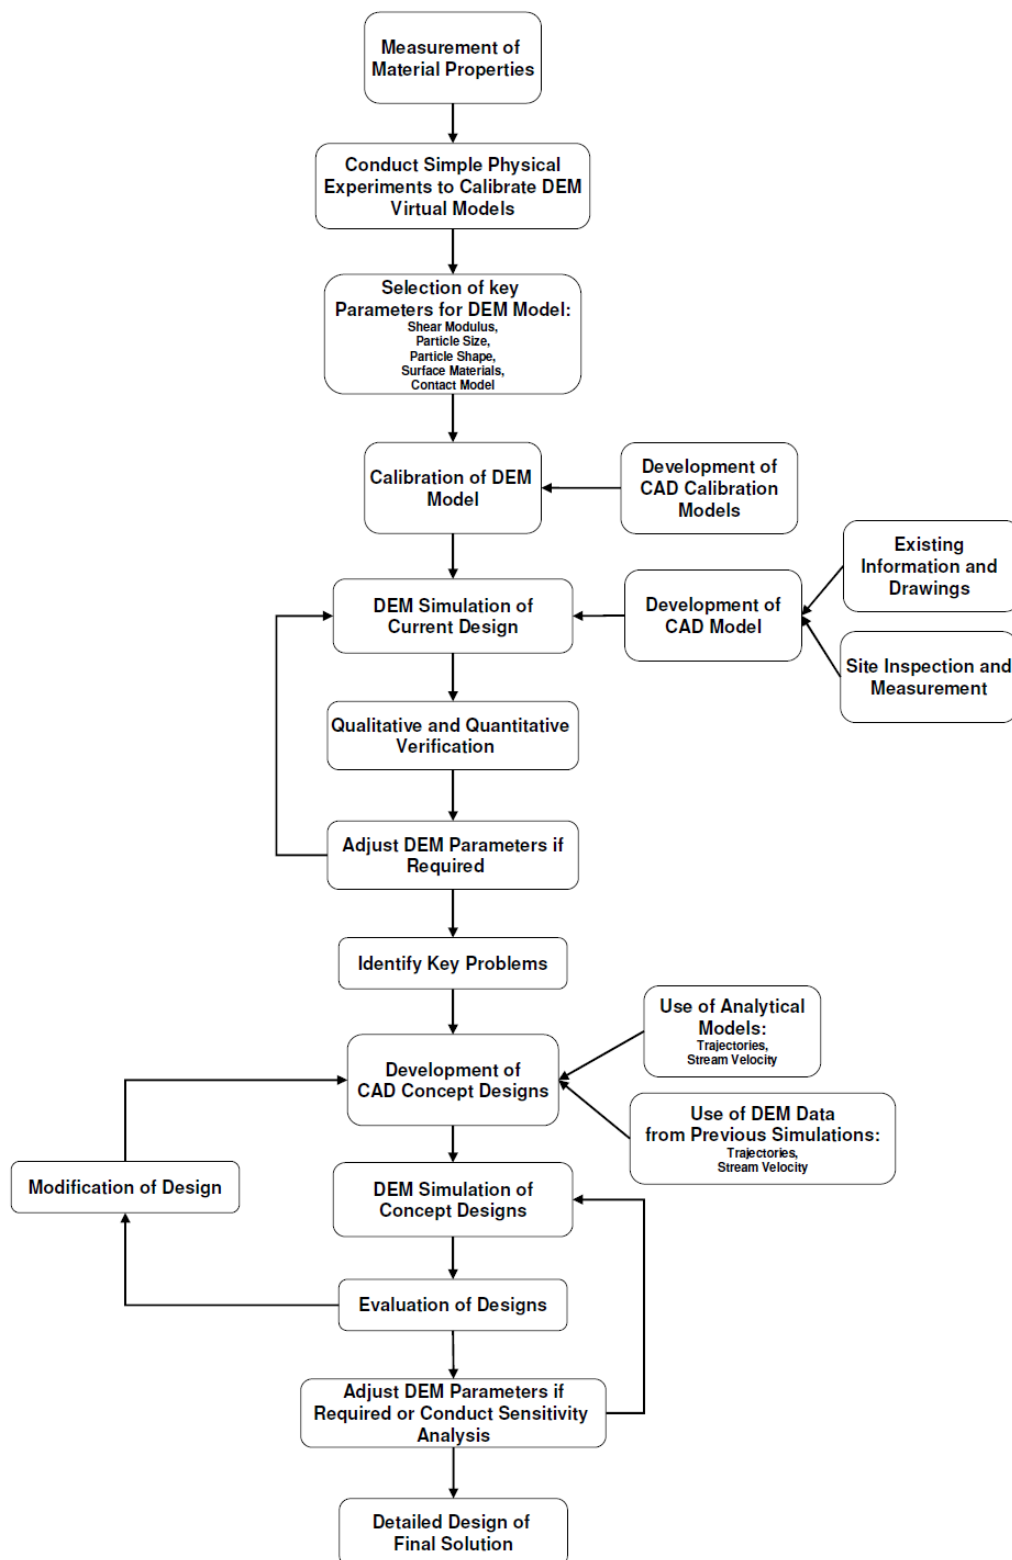 Measurement of
Material Properties
Conduct Simple Physical
Experiments to Calibrate DEM
Virtual Models
Selection of key
Parameters for DEM Model:
Shear Modulus,
Particle Size,
Particle Shape,
Surface Materials,
Contact Model
Calibration of DEM
Model
Development of
CAD Calibration
Models
Existing
Information and
Drawings
DEM Simulation of
Current Design
Development of
CAD Model
Site Inspection and
Measurement
Qualitative and Quantitative
Verification
Adjust DEM Parameters if
Required
Identify Key Problems
Use of Analytical
Models:
Trajectories,
Stream Velocity
Development of
CAD Concept Designs
Use of DEM Data
from Previous Simulations:
Trajectories,
Stream Velocity
Modification of Design
DEM Simulation of
Concept Designs
Evaluation of Designs
Adjust DEM Parameters if
Required or Conduct Sensitivity
Analysis
Detailed Design of
Final Solution